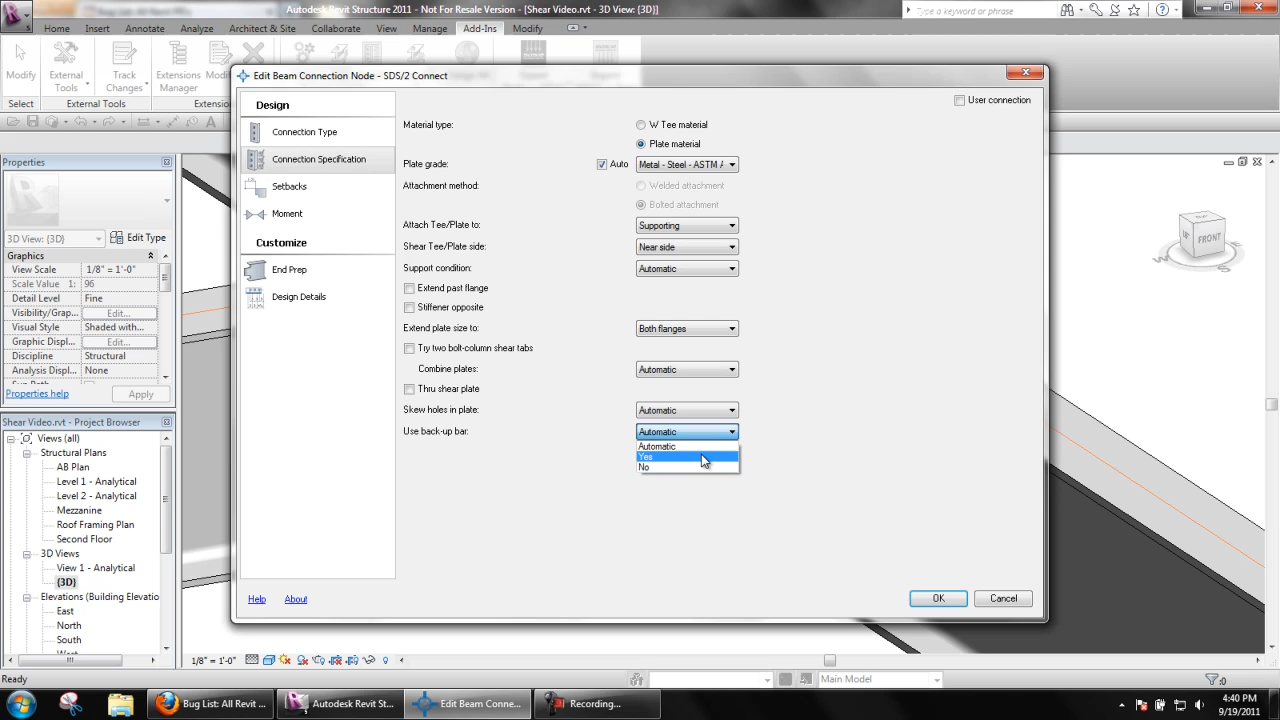 Autodesk Revit Structure 2011 - Not For Resale Version - [Shear Video.rvt - 3D View: {3D}]
Type a keyword or phrase
Home Insert Annotate Analyze Architect & Site Collaborate View Manage Add-Ins Modify
Modify
External Tools
Track Changes
Extensions Manager
Select
External Tools
Edit Beam Connection Node - SDS/2 Connect
Design
Connection Type
Connection Specification
Setbacks
Moment
Customize
End Prep
Design Details
Help
About
User connection
Material type:
W Tee material
Plate material
Plate grade:
Auto
Metal - Steel - ASTM A
Attachment method:
Welded attachment
Bolted attachment
Attach Tee/Plate to:
Supporting
Shear Tee/Plate side:
Near side
Support condition:
Automatic
Extend past flange
Stiffener opposite
Extend plate size to:
Both flanges
Try two bolt-column shear tabs
Combine plates:
Automatic
Thru shear plate
Skew holes in plate:
Automatic
Use back-up bar:
Automatic
Automatic
Yes
No
OK
Cancel
Properties
3D View: {3D}
Edit Type
Graphics
View Scale 1/8" = 1'-0"
Scale Value 1: 96
Detail Level Fine
Visibility/Grap... Edit...
Visual Style Shaded with...
Graphic Displ... Edit...
Discipline Structural
Analysis Displ... None
Properties help
Apply
Shear Video.rvt - Project Browser
Views (all)
Structural Plans
AB Plan
Level 1 - Analytical
Level 2 - Analytical
Mezzanine
Roof Framing Plan
Second Floor
3D Views
View 1 - Analytical
{3D}
Elevations (Building Elevatio
East
North
South
FRONT
1/8" = 1'-0"
Ready
Main Model
:0
Bug List: All Revit ...
Autodesk Revit St...
Edit Beam Conne...
Recording...
4:40 PM
9/19/2011